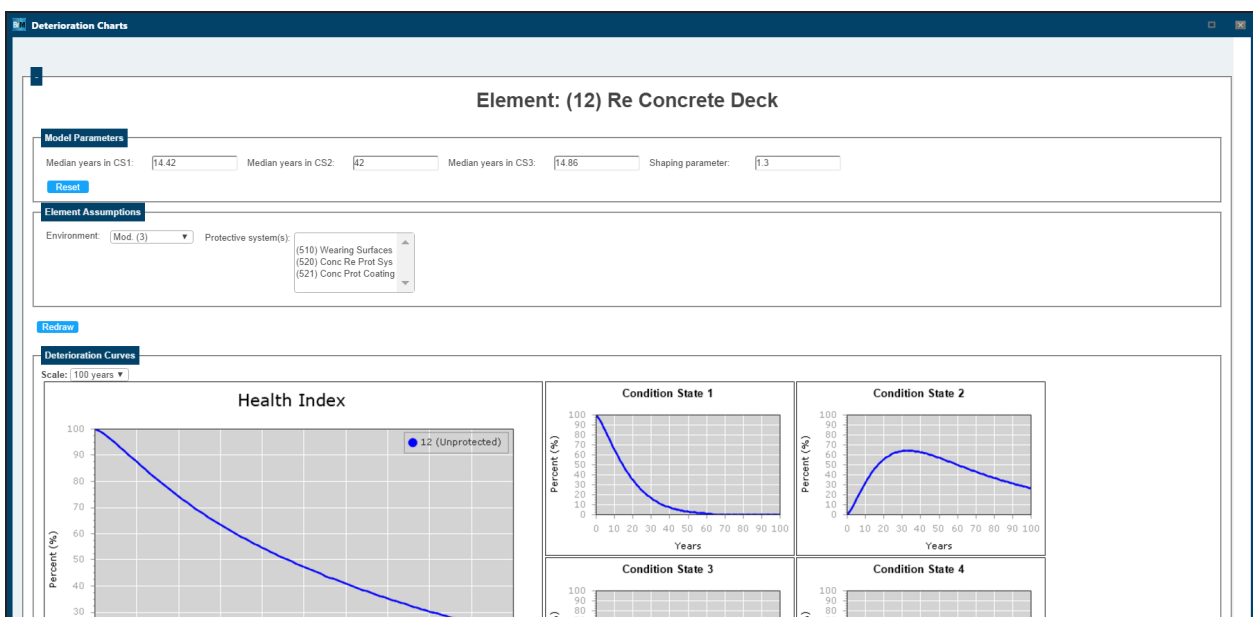 BrM Deterioration Charts
-
Element: (12) Re Concrete Deck
Model Parameters
Median years in CS1: 14.42 Median years in CS2: 42 Median years in CS3: 14.86 Shaping parameter: 1.3
Reset
Element Assumptions
Environment: Mod. (3) Protective system(s):
(510) Wearing Surfaces
(520) Conc Re Prot Sys
(521) Conc Prot Coating
Redraw
Deterioration Curves
Scale: 100 years
Health Index
12 (Unprotected)
100
90
80
70
60
50
40
30
Percent (%)
Condition State 1
100
90
80
70
60
50
40
30
20
10
0
Percent (%)
0 10 20 30 40 50 60 70 80 90 100
Years
Condition State 2
100
90
80
70
60
50
40
30
20
10
0
Percent (%)
0 10 20 30 40 50 60 70 80 90 100
Years
Condition State 3
100
90
80
Condition State 4
100
90
80